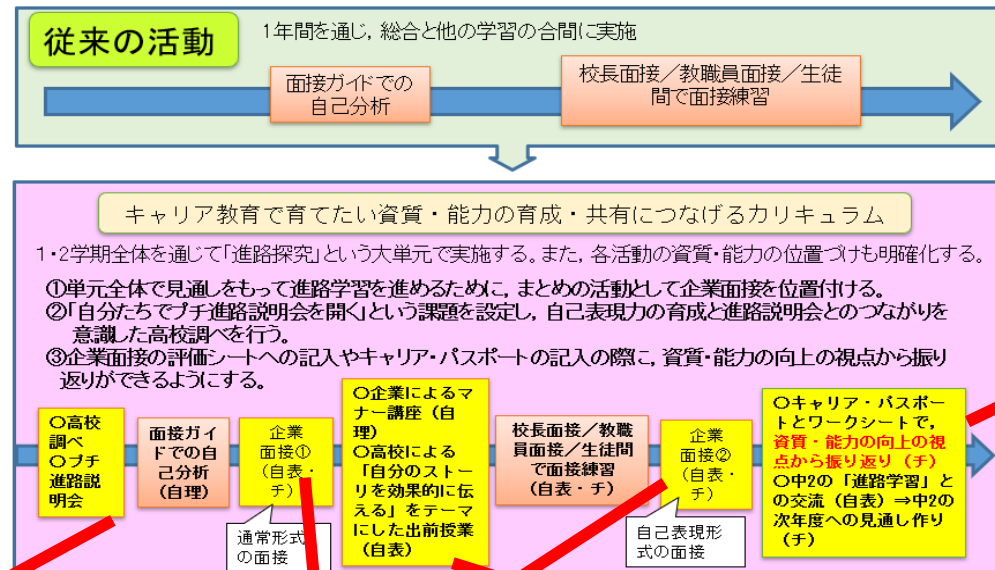 従来の活動
1年間を通じ，総合と他の学習の合間に実施
面接ガイドでの
自己分析
校長面接／教職員面接／生徒
間で面接練習
キャリア教育で育てたい資質・能力の育成・共有につなげるカリキュラム
1・2学期全体を通じて「進路探究」という大単元で実施する。また，各活動の資質・能力の位置づけも明確化する。
①単元全体で見通しをもって進路学習を進めるために，まとめの活動として企業面接を位置付ける。
②「自分たちでプチ進路説明会を開く」という課題を設定し，自己表現力の育成と進路説明会とのつながりを
意識した高校調べを行う。
③企業面接の評価シートへの記入やキャリア・パスポートの記入の際に，資質・能力の向上の視点から振り
返りができるようにする。
〇高校
調べ
〇プチ
進路説
明会
面接ガイ
ドでの自
己分析
（自理）
企業
面接①
（自表・
チ）
通常形式
の面接
〇企業によるマ
ナー講座（自
理）
〇高校による
「自分のストー
リを効果的に伝
える」をテーマ
にした出前授業
（自表）
校長面接／教職
員面接／生徒間
で面接練習
（自表・チ）
企業
面接②
（自表・
チ）
自己表現形
式の面接
〇キャリア・パスポー
トとワークシートで，
資質・能力の向上の視
点から振り返り（チ）
〇中2の「進路学習」と
の交流（自表）⇒中2の
次年度への見通し作り
（チ）